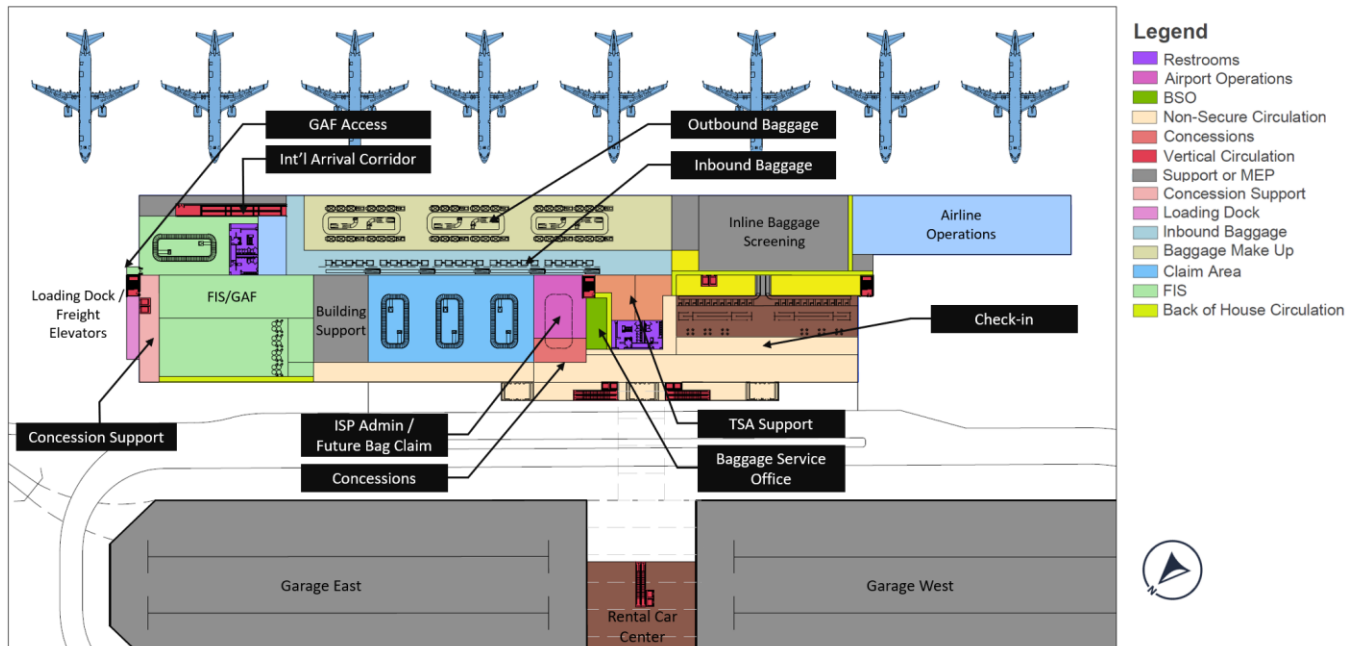 GAF Access
Int'l Arrival Corridor
Outbound Baggage
Inbound Baggage
Inline Baggage
Screening
Airline
Operations
Loading Dock /
Freight
Elevators
FIS/GAF
Building
Support
Check-in
Concession Support
ISP Admin /
Future Bag Claim
Concessions
TSA Support
Baggage Service
Office
Garage East
Rental Car
Center
Garage West
Legend
Restrooms
Airport Operations
BSO
Non-Secure Circulation
Concessions
Vertical Circulation
Support or MEP
Concession Support
Loading Dock
Inbound Baggage
Baggage Make Up
Claim Area
FIS
Back of House Circulation
N